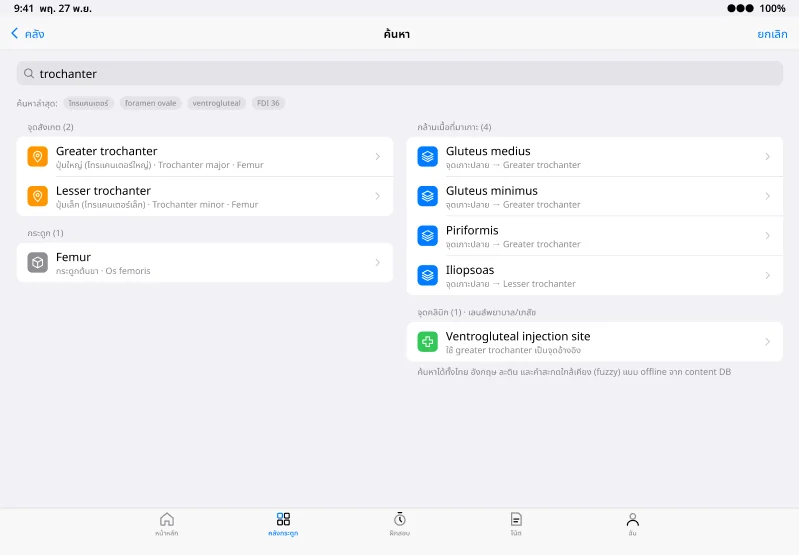 9:41 พฤ. 27 พ.ย.
100%
คลัง
ค้นหา
ยกเลิก
trochanter
ค้นหาล่าสุด: โทรแคนเตอร์ foramen ovale ventrogluteal FDI 36
จุดสังเกต (2)
Greater trochanter
ปุ่มใหญ่ (โทรแคนเตอร์ใหญ่) · Trochanter major · Femur
Lesser trochanter
ปุ่มเล็ก (โทรแคนเตอร์เล็ก) · Trochanter minor · Femur
กระดูก (1)
Femur
กระดูกต้นขา · Os femoris
กล้ามเนื้อที่มาเกาะ (4)
Gluteus medius
จุดเกาะปลาย → Greater trochanter
Gluteus minimus
จุดเกาะปลาย → Greater trochanter
Piriformis
จุดเกาะปลาย → Greater trochanter
Iliopsoas
จุดเกาะปลาย → Lesser trochanter
จุดคลินิก (1) · เลนส์พยาบาล/เภสัช
Ventrogluteal injection site
ใช้ greater trochanter เป็นจุดอ้างอิง
ค้นหาได้ทั้งไทย อังกฤษ ละติน และคำสะกดใกล้เคียง (fuzzy) แบบ offline จาก content DB
หน้าหลัก
คลังกระดูก
ฝึกสอบ
โน้ต
ฉัน